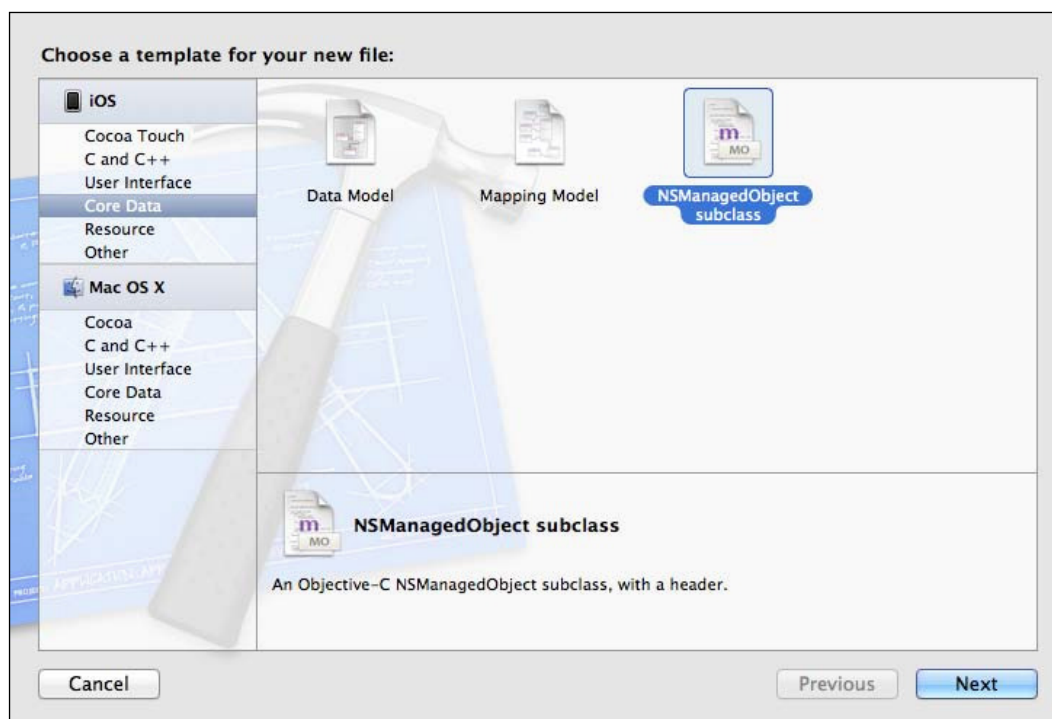 Choose a template for your new file:
iOS
Cocoa Touch
C and C++
User Interface
Core Data
Resource
Other
Mac OS X
Cocoa
C and C++
User Interface
Core Data
Resource
Other
Data Model
Mapping Model
m
MO
NSManagedObject
subclass
m
MO
NSManagedObject subclass
An Objective-C NSManagedObject subclass, with a header.
Cancel
Previous
Next